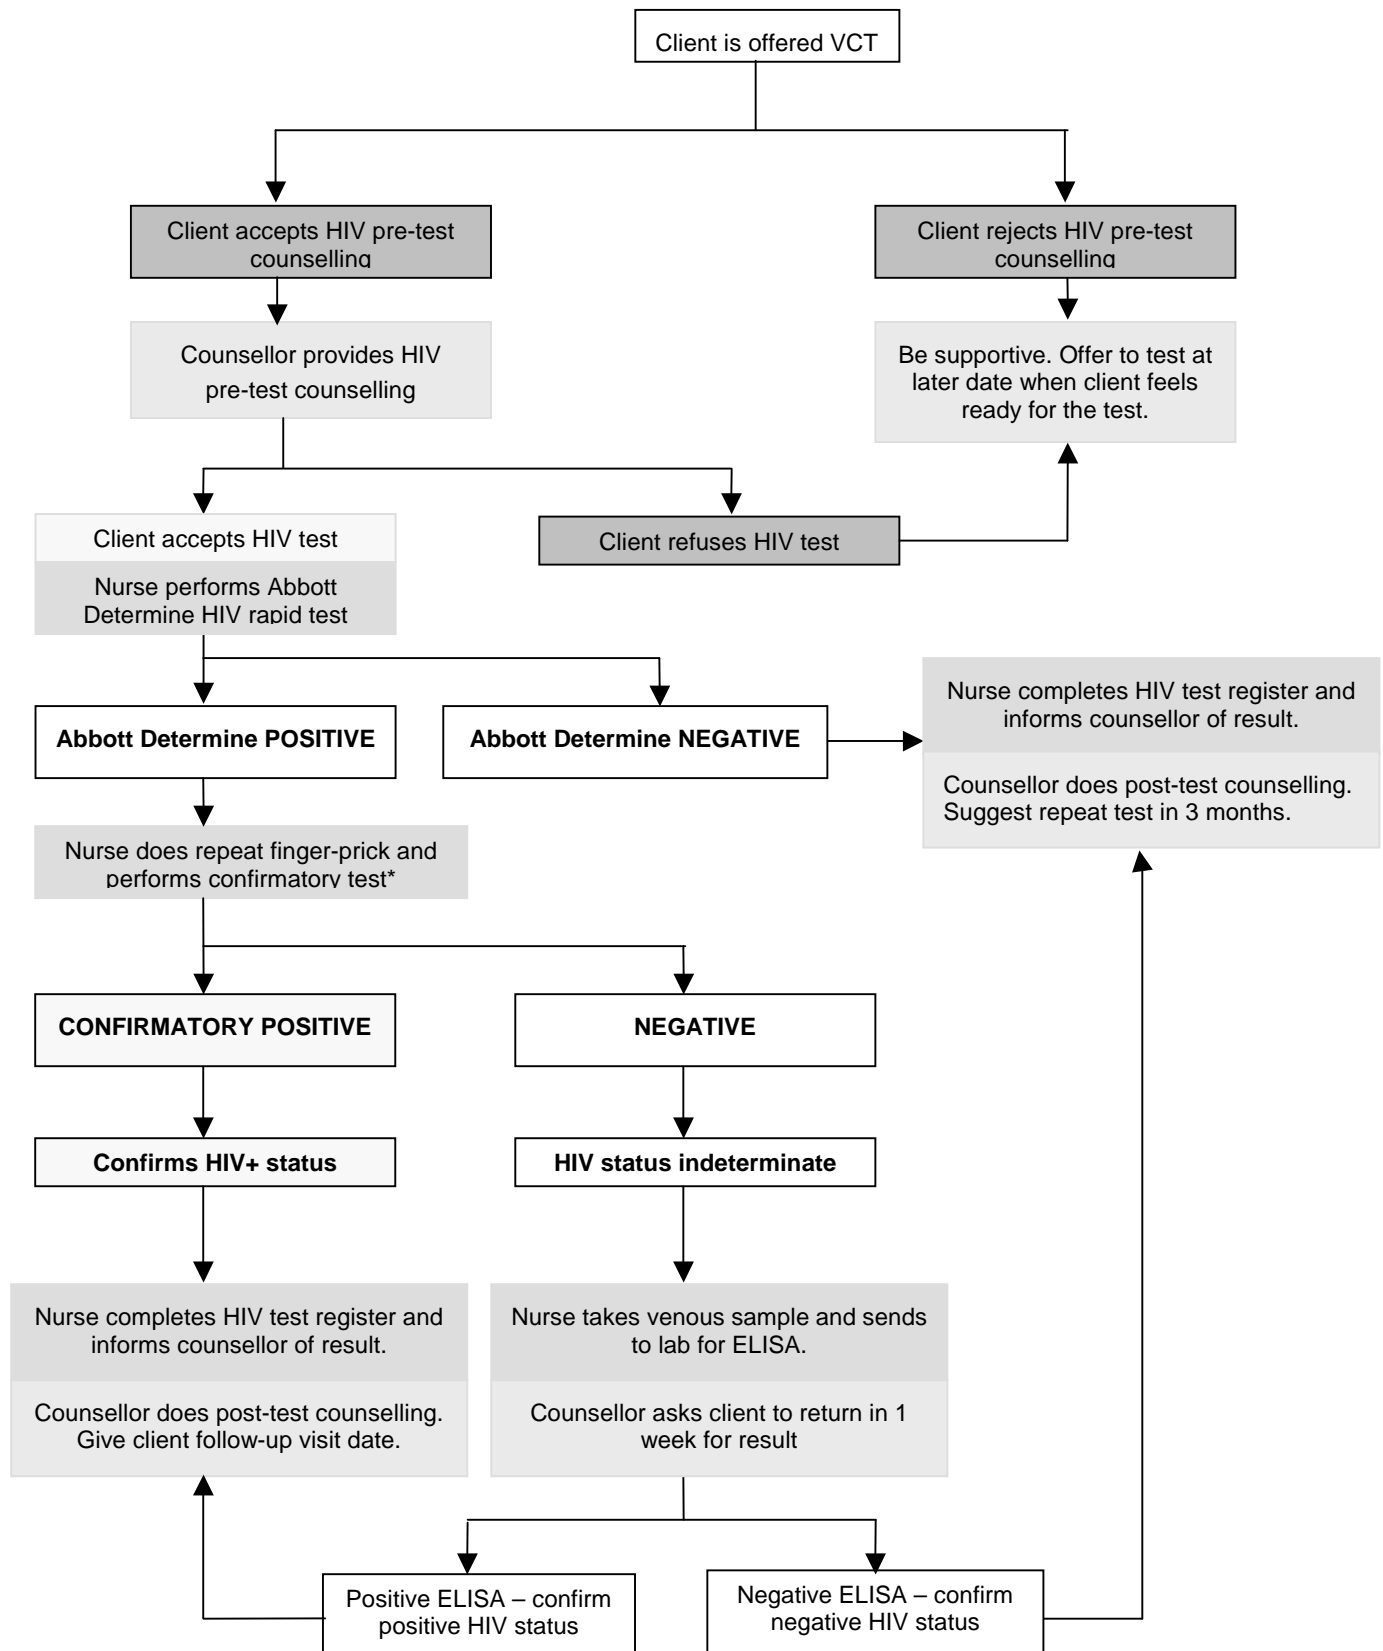 Client is offered VCT
Client accepts HIV pre-test
counselling
Client rejects HIV pre-test
counselling
Counsellor provides HIV
pre-test counselling
Be supportive. Offer to test at
later date when client feels
ready for the test.
Client accepts HIV test
Client refuses HIV test
Nurse performs Abbott
Determine HIV rapid test
Abbott Determine POSITIVE
Abbott Determine NEGATIVE
Nurse completes HIV test register and
informs counsellor of result.
Counsellor does post-test counselling.
Suggest repeat test in 3 months.
Nurse does repeat finger-prick and
performs confirmatory test*
CONFIRMATORY POSITIVE
NEGATIVE
Confirms HIV+ status
HIV status indeterminate
Nurse completes HIV test register and
informs counsellor of result.
Counsellor does post-test counselling.
Give client follow-up visit date.
Nurse takes venous sample and sends
to lab for ELISA.
Counsellor asks client to return in 1
week for result
Positive ELISA – confirm
positive HIV status
Negative ELISA – confirm
negative HIV status